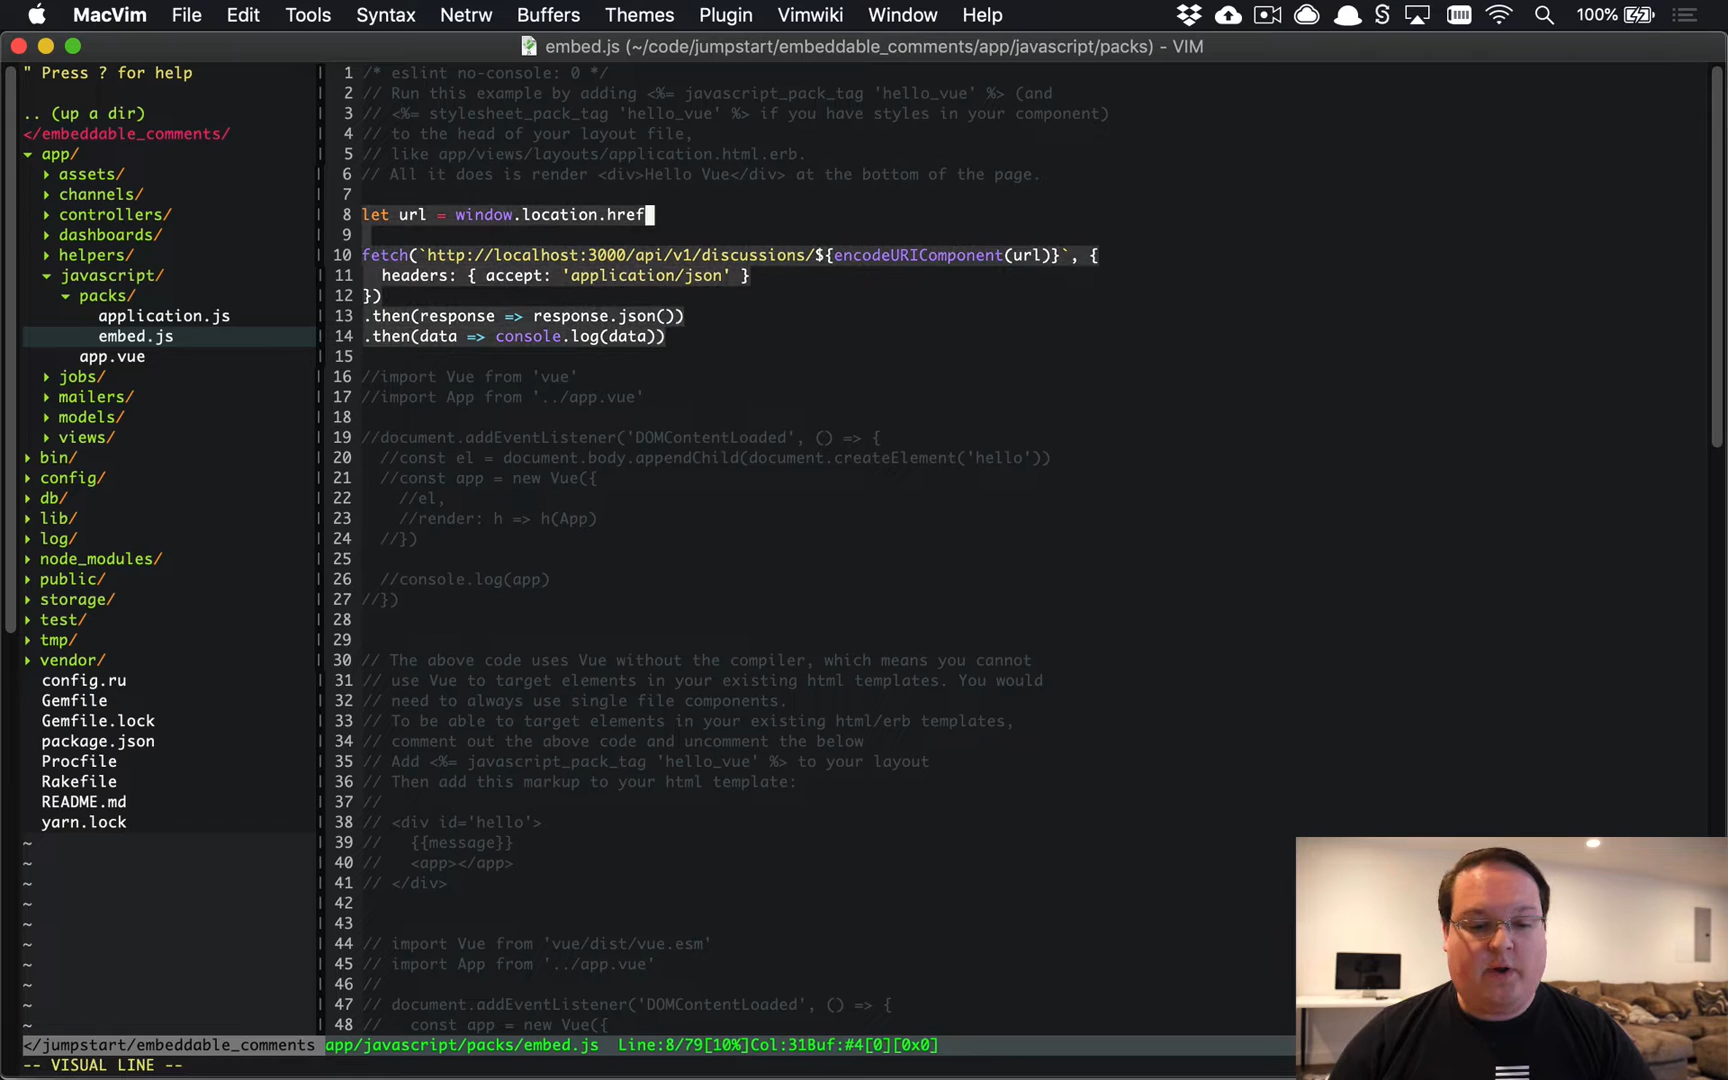 MacVim File Edit Tools Syntax Netrw Buffers Themes Plugin Vimwiki Window Help 100%
embed.js (~/code/jumpstart/embeddable_comments/app/javascript/packs) - VIM
" Press ? for help
.. (up a dir)
</embeddable_comments/
app/
assets/
channels/
controllers/
dashboards/
helpers/
javascript/
packs/
application.js
embed.js
app.vue
jobs/
mailers/
models/
views/
bin/
config/
db/
lib/
log/
node_modules/
public/
storage/
test/
tmp/
vendor/
config.ru
Gemfile
Gemfile.lock
package.json
Procfile
Rakefile
README.md
yarn.lock
~
~
~
~
~
~
~
~
~
~
1 /* eslint no-console: 0 */
2 // Run this example by adding <%= javascript_pack_tag 'hello_vue' %> (and
3 // <%= stylesheet_pack_tag 'hello_vue' %> if you have styles in your component)
4 // to the head of your layout file,
5 // like app/views/layouts/application.html.erb.
6 // All it does is render <div>Hello Vue</div> at the bottom of the page.
7
8 let url = window.location.href
9
10 fetch(`http://localhost:3000/api/v1/discussions/${encodeURIComponent(url)}`, {
11   headers: { accept: 'application/json' }
12 })
13 .then(response => response.json())
14 .then(data => console.log(data))
15
16 //import Vue from 'vue'
17 //import App from '../app.vue'
18
19 //document.addEventListener('DOMContentLoaded', () => {
20   //const el = document.body.appendChild(document.createElement('hello'))
21   //const app = new Vue({
22     //el,
23     //render: h => h(App)
24   //})
25
26   //console.log(app)
27 //})
28
29
30 // The above code uses Vue without the compiler, which means you cannot
31 // use Vue to target elements in your existing html templates. You would
32 // need to always use single file components.
33 // To be able to target elements in your existing html/erb templates,
34 // comment out the above code and uncomment the below
35 // Add <%= javascript_pack_tag 'hello_vue' %> to your layout
36 // Then add this markup to your html template:
37 //
38 // <div id='hello'>
39 //   {{message}}
40 //   <app></app>
41 // </div>
42
43
44 // import Vue from 'vue/dist/vue.esm'
45 // import App from '../app.vue'
46 //
47 // document.addEventListener('DOMContentLoaded', () => {
48 //   const app = new Vue({
</jumpstart/embeddable_comments app/javascript/packs/embed.js Line:8/79[10%]Col:31Buf:#4[0][0x0]
-- VISUAL LINE --